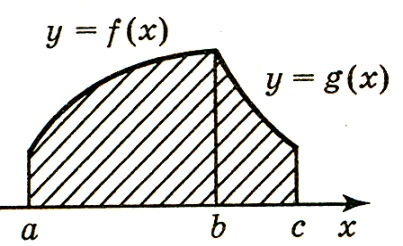 y = f(x)
y = g(x)
a b c x